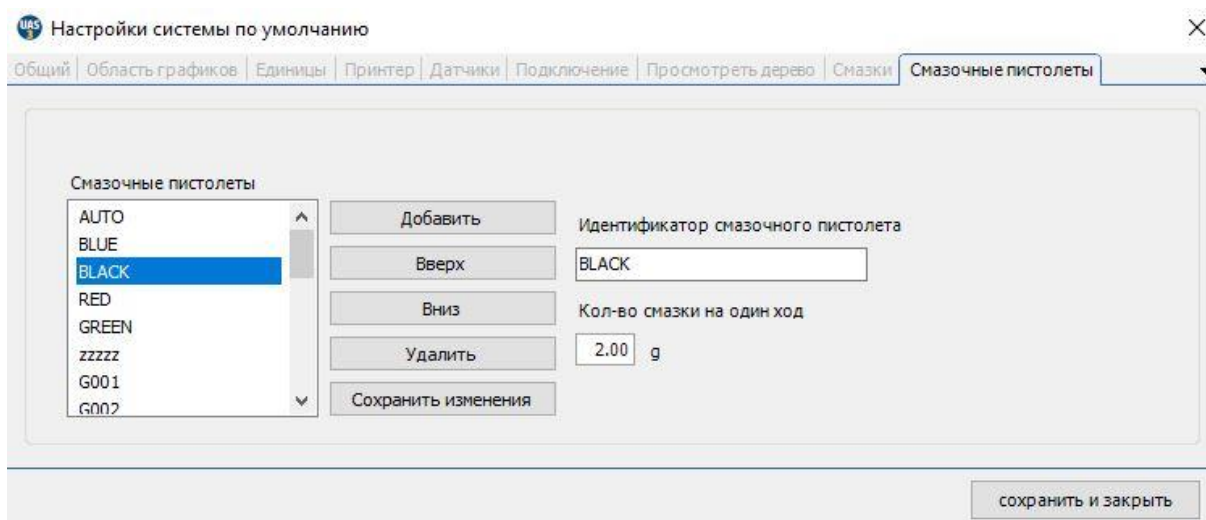 UAS 3 Настройки системы по умолчанию
Общий Область графиков Единицы Принтер Датчики Подключение Просмотреть дерево Смазки Смазочные пистолеты
Смазочные пистолеты
AUTO
BLUE
BLACK
RED
GREEN
zzzzz
G001
G002
Добавить
Вверх
Вниз
Удалить
Сохранить изменения
Идентификатор смазочного пистолета
BLACK
Кол-во смазки на один ход
2.00 g
сохранить и закрыть